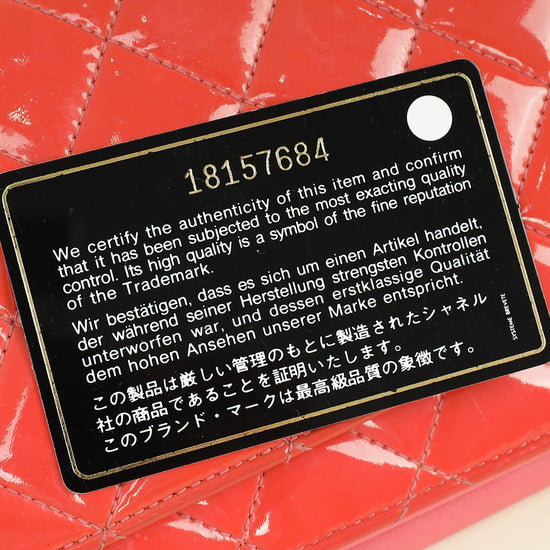 18157684
We certify the authenticity of this item and confirm
that it has been subjected to the most exacting quality
control. Its high quality is a symbol of the fine reputation
of the Trademark.
Wir bestätigen, dass es sich um einen Artikel handelt,
der während seiner Herstellung strengsten Kontrollen
unterworfen war, und dessen erstklassige Qualität
dem hohen Ansehen unserer Marke entspricht.
この製品は厳しい管理のもとに製造されたシャネル
社の商品であることを証明いたします。
このブランド・マークは最高級品質の象徴です。